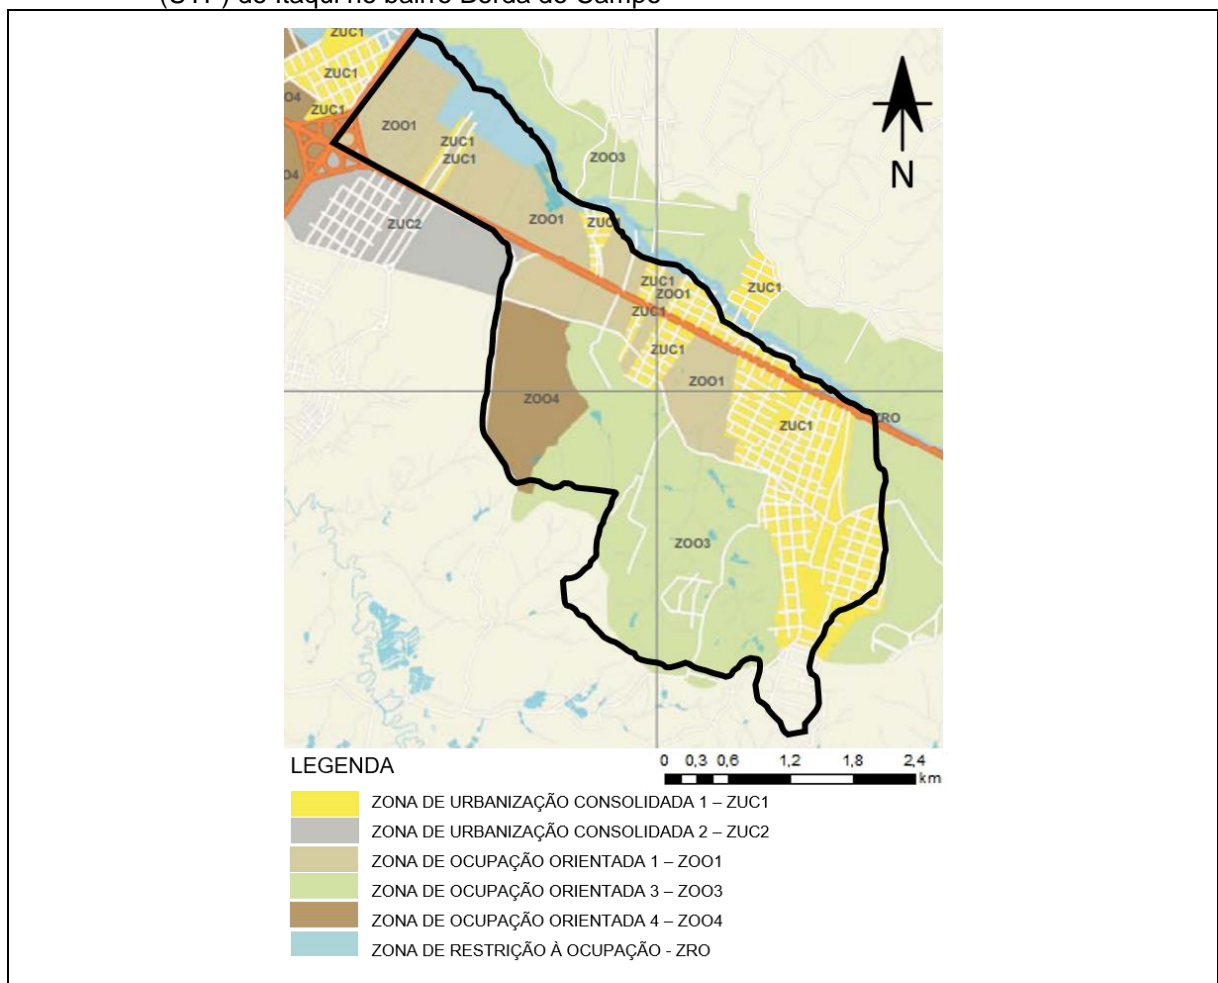 (UTP) do Itaqui no bairro Borda do Campo
ZUC1
ZUC1
ZUC1
ZOO1
ZUC1
ZUC1
ZOO3
ZUC2
ZOO1
ZUC1
ZUC1
ZUC1
ZOO1
ZUC1
ZUC1
ZOO1
ZOO4
ZUC1
ZRO
ZOO3
N
LEGENDA
0 0,3 0,6 1,2 1,8 2,4
km
ZONA DE URBANIZAÇÃO CONSOLIDADA 1 – ZUC1
ZONA DE URBANIZAÇÃO CONSOLIDADA 2 – ZUC2
ZONA DE OCUPAÇÃO ORIENTADA 1 – ZOO1
ZONA DE OCUPAÇÃO ORIENTADA 3 – ZOO3
ZONA DE OCUPAÇÃO ORIENTADA 4 – ZOO4
ZONA DE RESTRIÇÃO À OCUPAÇÃO - ZRO